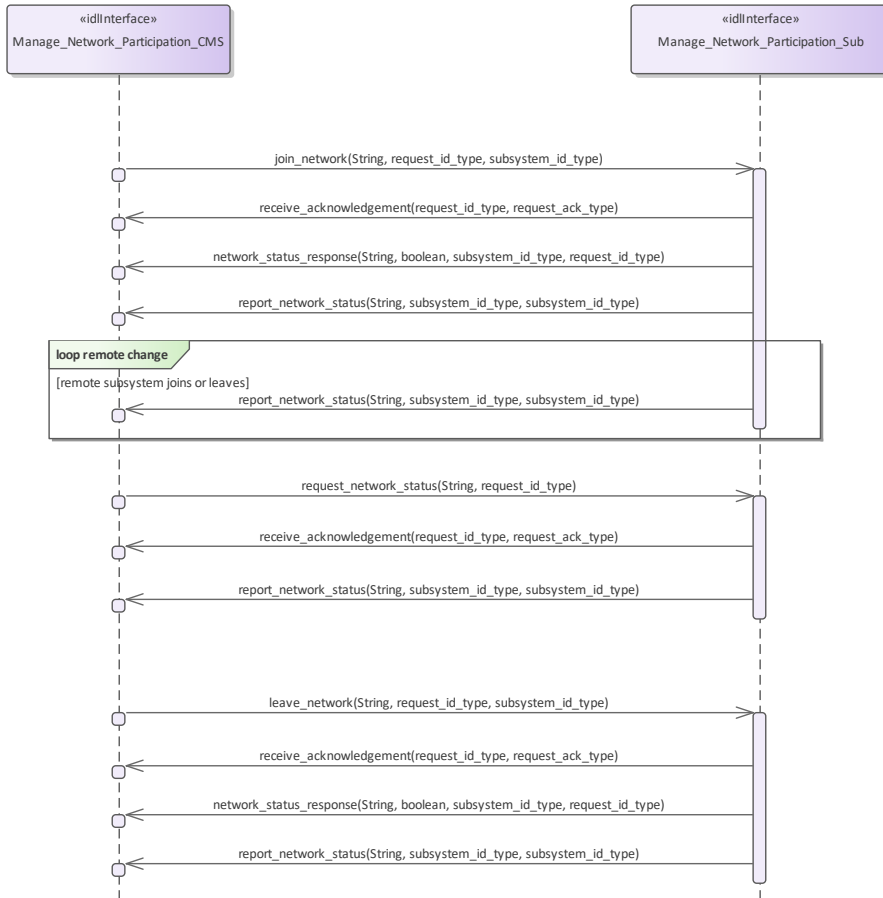 «idlInterface»
Manage_Network_Participation_CMS
«idlInterface»
Manage_Network_Participation_Sub
join_network(String, request_id_type, subsystem_id_type)
receive_acknowledgement(request_id_type, request_ack_type)
network_status_response(String, boolean, subsystem_id_type, request_id_type)
report_network_status(String, subsystem_id_type, subsystem_id_type)
loop remote change
[remote subsystem joins or leaves]
report_network_status(String, subsystem_id_type, subsystem_id_type)
request_network_status(String, request_id_type)
receive_acknowledgement(request_id_type, request_ack_type)
report_network_status(String, subsystem_id_type, subsystem_id_type)
leave_network(String, request_id_type, subsystem_id_type)
receive_acknowledgement(request_id_type, request_ack_type)
network_status_response(String, boolean, subsystem_id_type, request_id_type)
report_network_status(String, subsystem_id_type, subsystem_id_type)